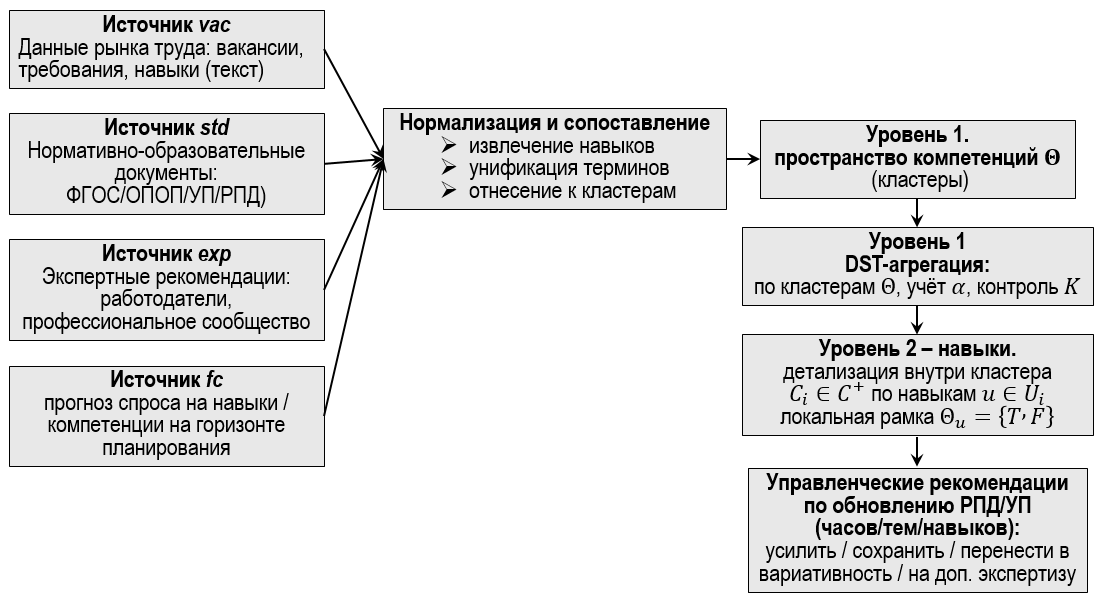 Источник vac
Данные рынка труда: вакансии,
требования, навыки (текст)
Источник std
Нормативно-образовательные
документы:
ФГОС/ОПОП/УП/РПД)
Источник exp
Экспертные рекомендации:
работодатели,
профессиональное сообщество
Источник fc
прогноз спроса на навыки /
компетенции на горизонте
планирования
Нормализация и сопоставление
➢ извлечение навыков
➢ унификация терминов
➢ отнесение к кластерам
Уровень 1.
пространство компетенций Θ
(кластеры)
Уровень 1
DST-агрегация:
по кластерам Θ, учёт α, контроль K
Уровень 2 – навыки.
детализация внутри кластера
Cᵢ ∈ C⁺ по навыкам u ∈ Uᵢ
локальная рамка Θᵤ = {T, F}
Управленческие рекомендации
по обновлению РПД/УП
(часов/тем/навыков):
усилить / сохранить / перенести в
вариативность / на доп. экспертизу